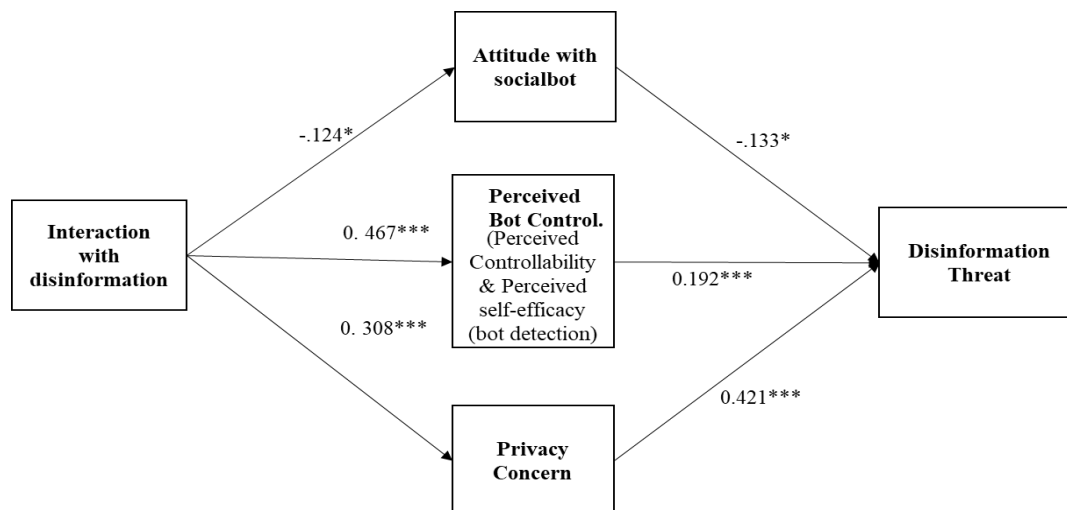 Attitude with
socialbot
-.124*
-.133*
Interaction
with
disinformation
0. 467***
Perceived
Bot Control.
(Perceived
Controllability
& Perceived
self-efficacy
(bot detection)
0.192***
Disinformation
Threat
0. 308***
0.421***
Privacy
Concern